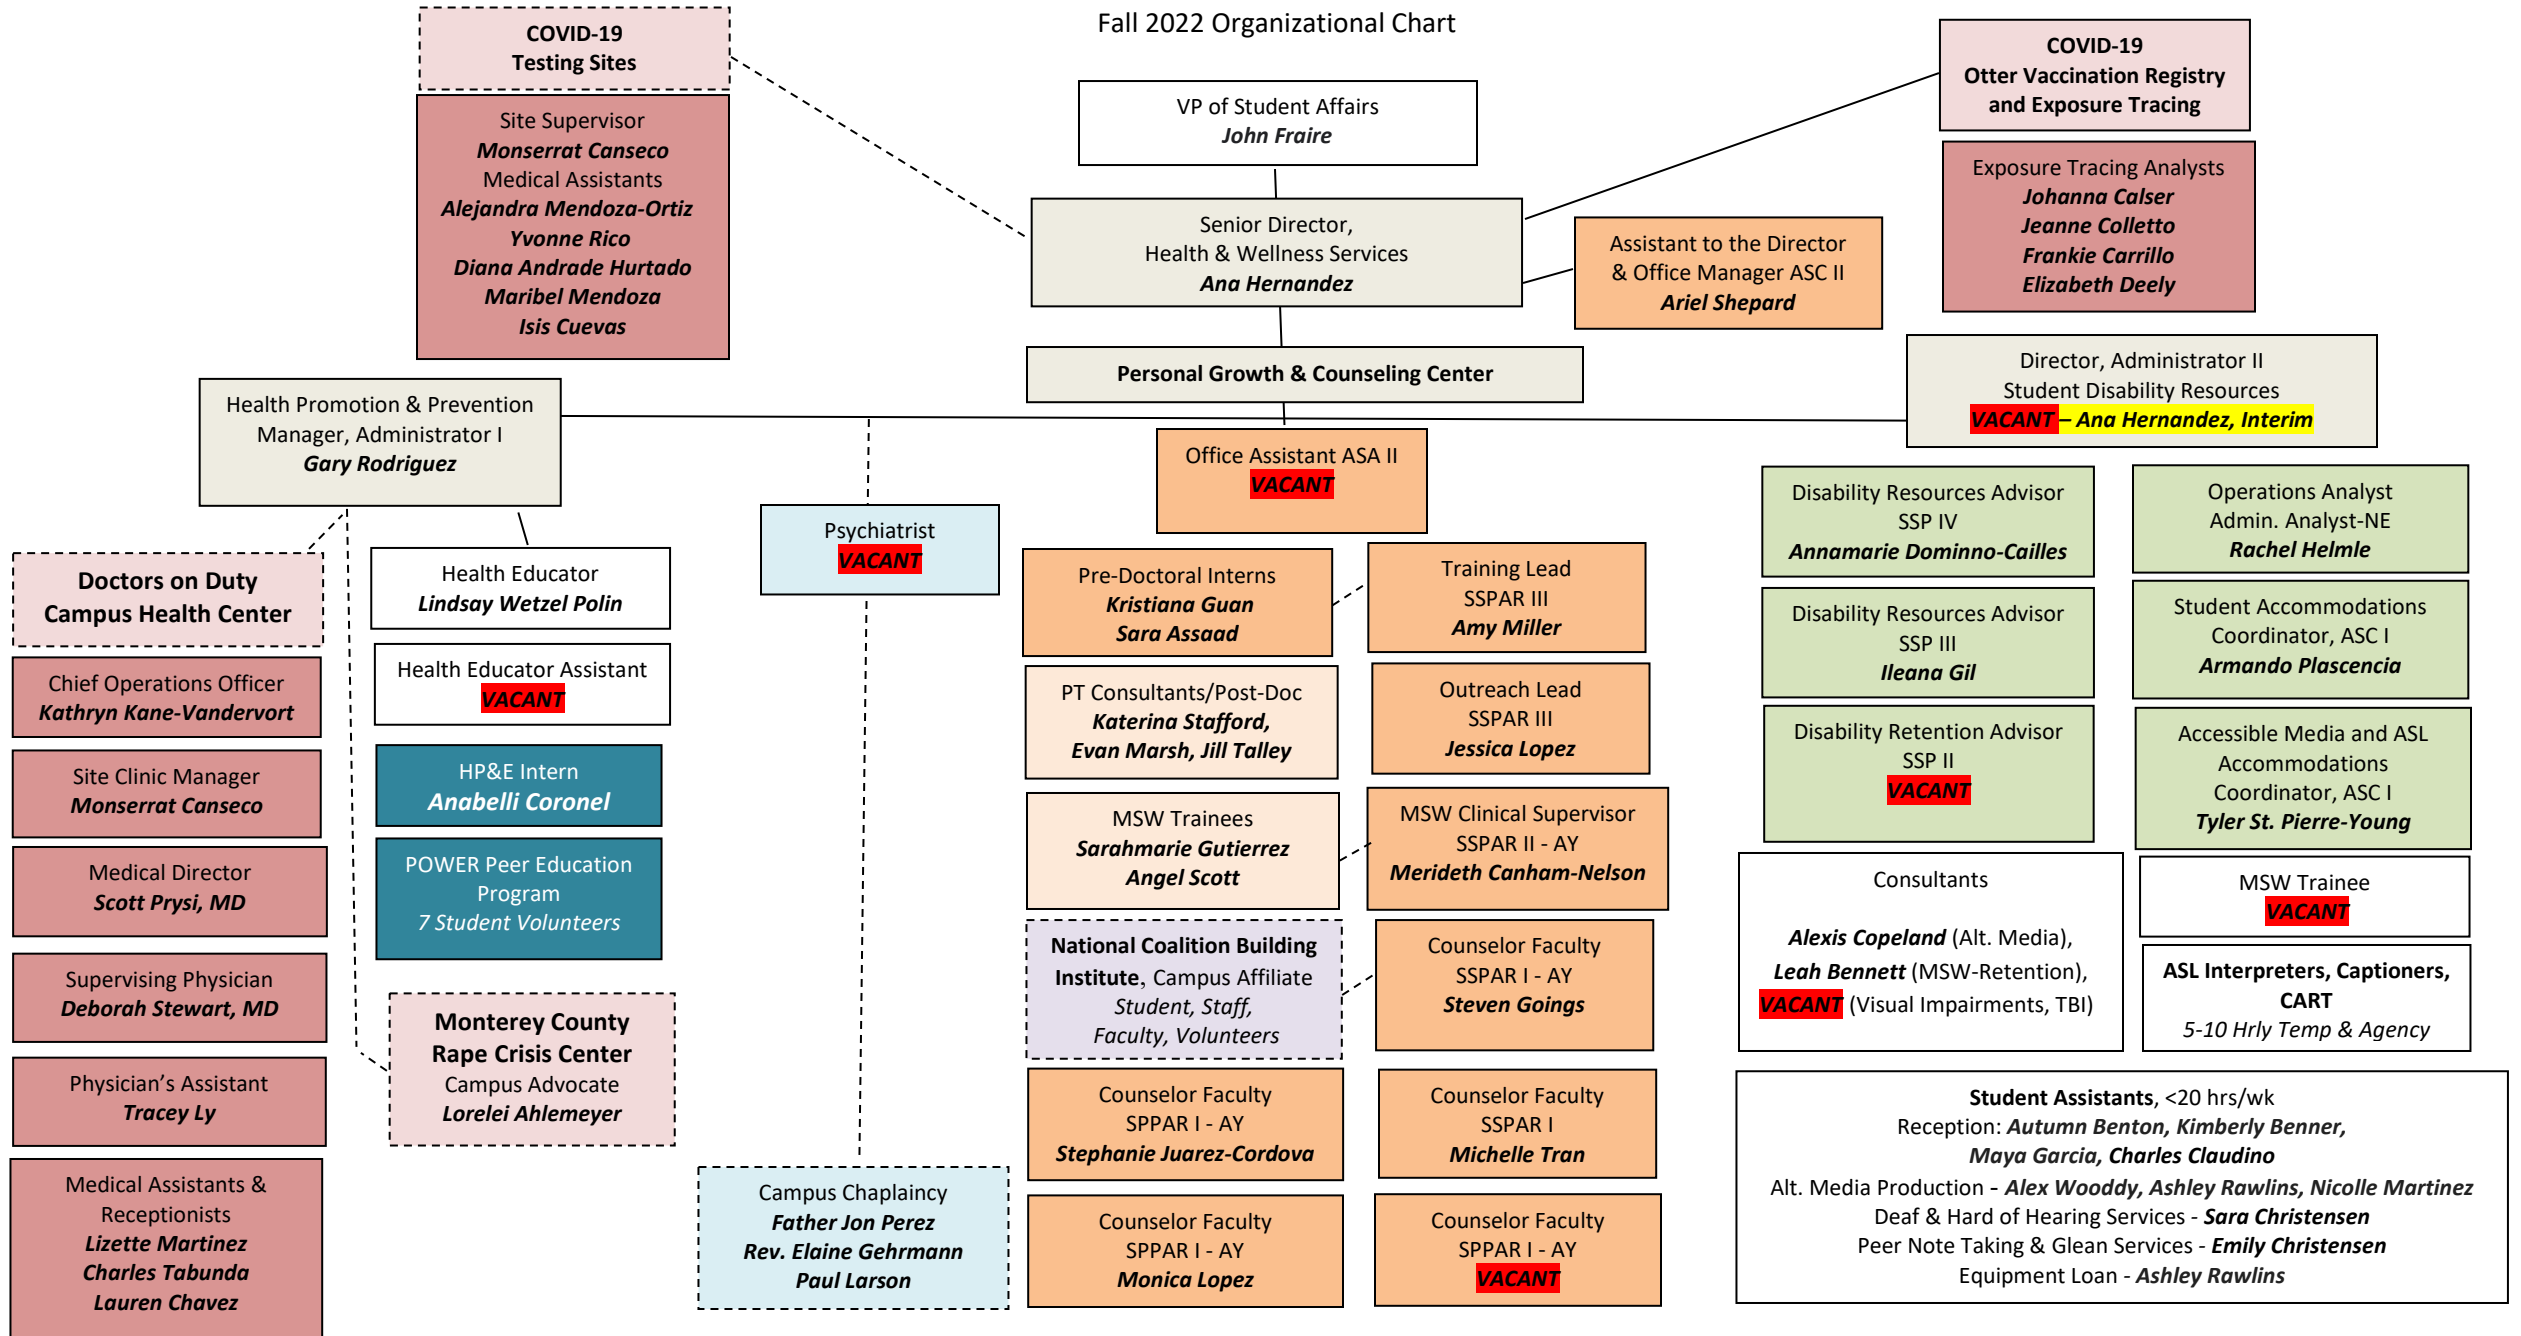 Fall 2022 Organizational Chart
COVID-19
Testing Sites
Site Supervisor
Monserrat Canseco
Medical Assistants
Alejandra Mendoza-Ortiz
Yvonne Rico
Diana Andrade Hurtado
Maribel Mendoza
Isis Cuevas
VP of Student Affairs
John Fraire
Senior Director,
Health & Wellness Services
Ana Hernandez
COVID-19
Otter Vaccination Registry
and Exposure Tracing
Exposure Tracing Analysts
Johanna Calser
Jeanne Colletto
Frankie Carrillo
Elizabeth Deely
Assistant to the Director
& Office Manager ASC II
Ariel Shepard
Personal Growth & Counseling Center
Director, Administrator II
Student Disability Resources
VACANT – Ana Hernandez, Interim
Health Promotion & Prevention
Manager, Administrator I
Gary Rodriguez
Doctors on Duty
Campus Health Center
Chief Operations Officer
Kathryn Kane-Vandervort
Site Clinic Manager
Monserrat Canseco
Medical Director
Scott Prysi, MD
Supervising Physician
Deborah Stewart, MD
Physician’s Assistant
Tracey Ly
Medical Assistants &
Receptionists
Lizette Martinez
Charles Tabunda
Lauren Chavez
Health Educator
Lindsay Wetzel Polin
Health Educator Assistant
VACANT
HP&E Intern
Anabelli Coronel
POWER Peer Education
Program
7 Student Volunteers
Monterey County
Rape Crisis Center
Campus Advocate
Lorelei Ahlemeyer
Psychiatrist
VACANT
Campus Chaplaincy
Father Jon Perez
Rev. Elaine Gehrmann
Paul Larson
Office Assistant ASA II
VACANT
Pre-Doctoral Interns
Kristiana Guan
Sara Assaad
Training Lead
SSPAR III
Amy Miller
PT Consultants/Post-Doc
Katerina Stafford,
Evan Marsh, Jill Talley
Outreach Lead
SSPAR III
Jessica Lopez
MSW Trainees
Sarahmarie Gutierrez
Angel Scott
MSW Clinical Supervisor
SSPAR II - AY
Merideth Canham-Nelson
National Coalition Building
Institute, Campus Affiliate
Student, Staff,
Faculty, Volunteers
Counselor Faculty
SSPAR I - AY
Steven Goings
Counselor Faculty
SPPAR I - AY
Stephanie Juarez-Cordova
Counselor Faculty
SSPAR I
Michelle Tran
Counselor Faculty
SPPAR I - AY
Monica Lopez
Counselor Faculty
SPPAR I - AY
VACANT
Disability Resources Advisor
SSP IV
Annamarie Dominno-Cailles
Operations Analyst
Admin. Analyst-NE
Rachel Helmle
Disability Resources Advisor
SSP III
Ileana Gil
Student Accommodations
Coordinator, ASC I
Armando Plascencia
Disability Retention Advisor
SSP II
VACANT
Accessible Media and ASL
Accommodations
Coordinator, ASC I
Tyler St. Pierre-Young
Consultants
Alexis Copeland (Alt. Media),
Leah Bennett (MSW-Retention),
VACANT (Visual Impairments, TBI)
MSW Trainee
VACANT
ASL Interpreters, Captioners,
CART
5-10 Hrly Temp & Agency
Student Assistants, <20 hrs/wk
Reception: Autumn Benton, Kimberly Benner,
Maya Garcia, Charles Claudino
Alt. Media Production - Alex Wooddy, Ashley Rawlins, Nicolle Martinez
Deaf & Hard of Hearing Services - Sara Christensen
Peer Note Taking & Glean Services - Emily Christensen
Equipment Loan - Ashley Rawlins